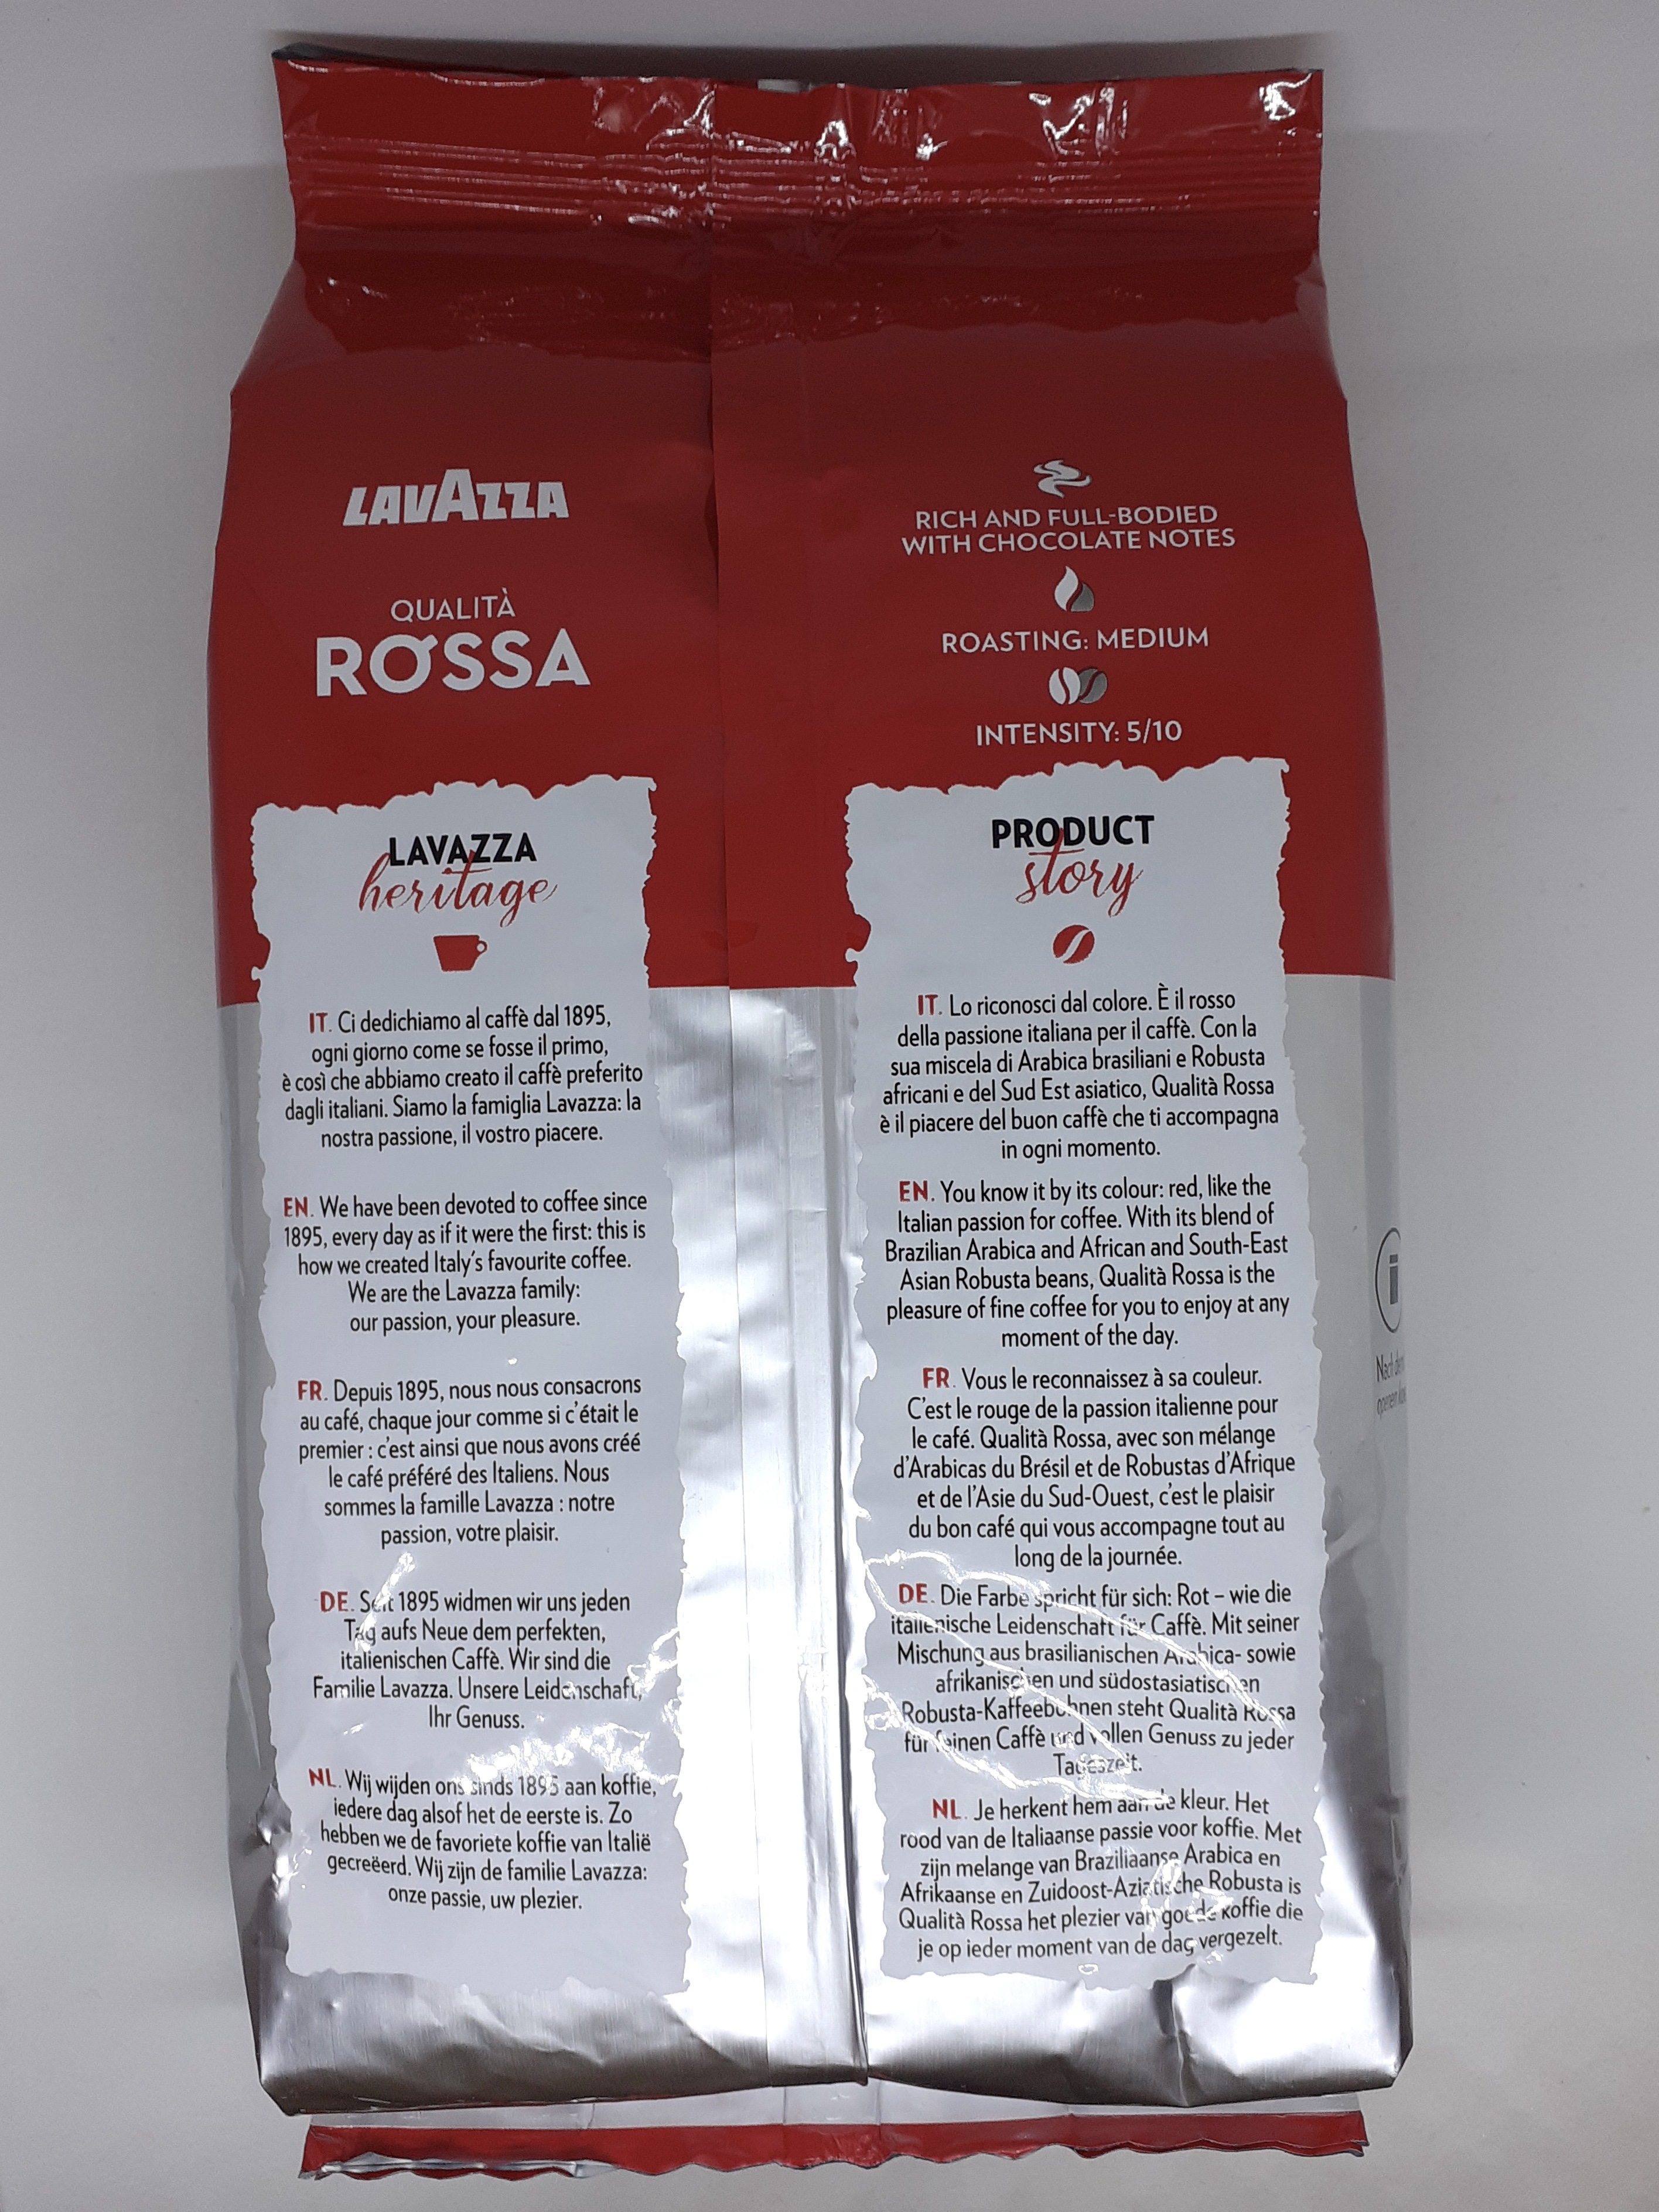 LAVAZZA
QUALITÀ
ROSSA
RICH AND FULL-BODIED
WITH CHOCOLATE NOTES
ROASTING: MEDIUM
INTENSITY: 5/10
LAVAZZA
heritage
IT. Ci dedichiamo al caffè dal 1895,
ogni giorno come se fosse il primo,
è così che abbiamo creato il caffè preferito
dagli italiani. Siamo la famiglia Lavazza: la
nostra passione, il vostro piacere.
EN. We have been devoted to coffee since
1895, every day as if it were the first: this is
how we created Italy's favourite coffee.
We are the Lavazza family:
our passion, your pleasure.
FR. Depuis 1895, nous nous consacrons
au café, chaque jour comme si c'était le
premier : c'est ainsi que nous avons créé
le café préféré des Italiens. Nous
sommes la famille Lavazza : notre
passion, votre plaisir.
DE. Seit 1895 widmen wir uns jeden
Tag aufs Neue dem perfekten,
italienischen Caffè. Wir sind die
Familie Lavazza. Unsere Leidenschaft,
Ihr Genuss.
NL. Wij wijden ons sinds 1895 aan koffie,
iedere dag alsof het de eerste is. Zo
hebben we de favoriete koffie van Italië
gecreëerd. Wij zijn de familie Lavazza:
onze passie, uw plezier.
PRODUCT
story
IT. Lo riconosci dal colore. È il rosso
della passione italiana per il caffè. Con la
sua miscela di Arabica brasiliani e Robusta
africani e del Sud Est asiatico, Qualità Rossa
è il piacere del buon caffè che ti accompagna
in ogni momento.
EN. You know it by its colour: red, like the
Italian passion for coffee. With its blend of
Brazilian Arabica and African and South-East
Asian Robusta beans, Qualità Rossa is the
pleasure of fine coffee for you to enjoy at any
moment of the day.
FR. Vous le reconnaissez à sa couleur.
C'est le rouge de la passion italienne pour
le café. Qualità Rossa, avec son mélange
d'Arabicas du Brésil et de Robustas d'Afrique
et de l'Asie du Sud-Ouest, c'est le plaisir
du bon café qui vous accompagne tout au
long de la journée.
DE. Die Farbe spricht für sich: Rot – wie die
italienische Leidenschaft für Caffè. Mit seiner
Mischung aus brasilianischen Arabica- sowie
afrikanischen und südostasiatischen
Robusta-Kaffeebohnen steht Qualità Rossa
für feinen Caffè und vollen Genuss zu jeder
Tageszeit.
NL. Je herkent hem aan de kleur. Het
rood van de Italiaanse passie voor koffie. Met
zijn melange van Braziliaanse Arabica en
Afrikaanse en Zuidoost-Aziatische Robusta is
Qualità Rossa het plezier van goede koffie die
je op ieder moment van de dag vergezelt.
Nach